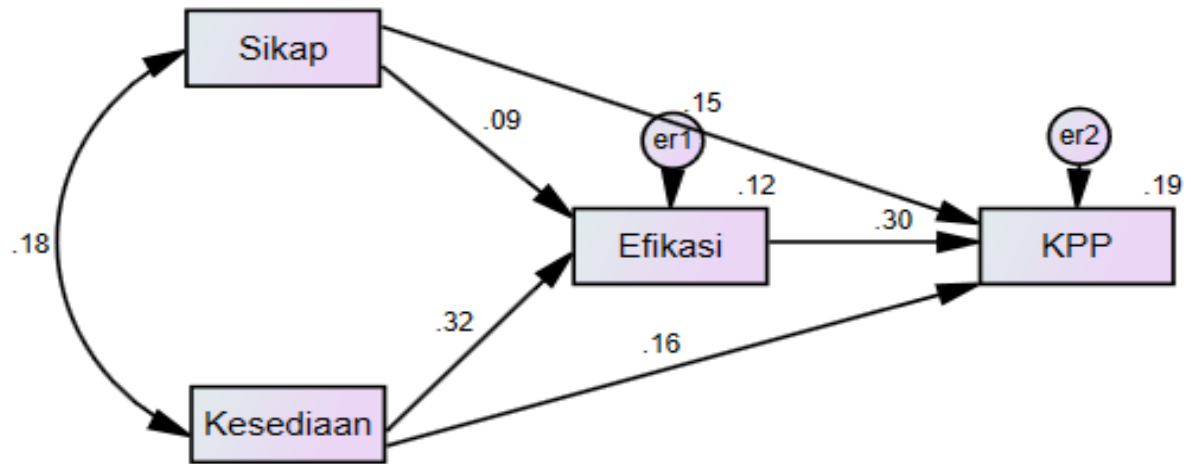 Sikap
.15
.09
er1
er2
.12
.19
.18
.30
Efikasi
KPP
.32
.16
Kesediaan